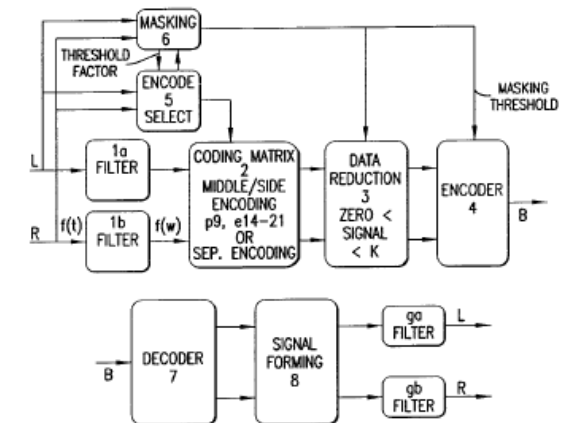 MASKING
6
THRESHOLD
FACTOR
ENCODE
5
SELECT
MASKING
THRESHOLD
L
1a
FILTER
CODING MATRIX
2
MIDDLE/SIDE
ENCODING
p9, e14-21
OR
SEP. ENCODING
DATA
REDUCTION
3
ZERO <
SIGNAL
< K
ENCODER
4
B
R
f(t)
1b
FILTER
f(w)
B
DECODER
7
SIGNAL
FORMING
8
ga
FILTER
L
gb
FILTER
R